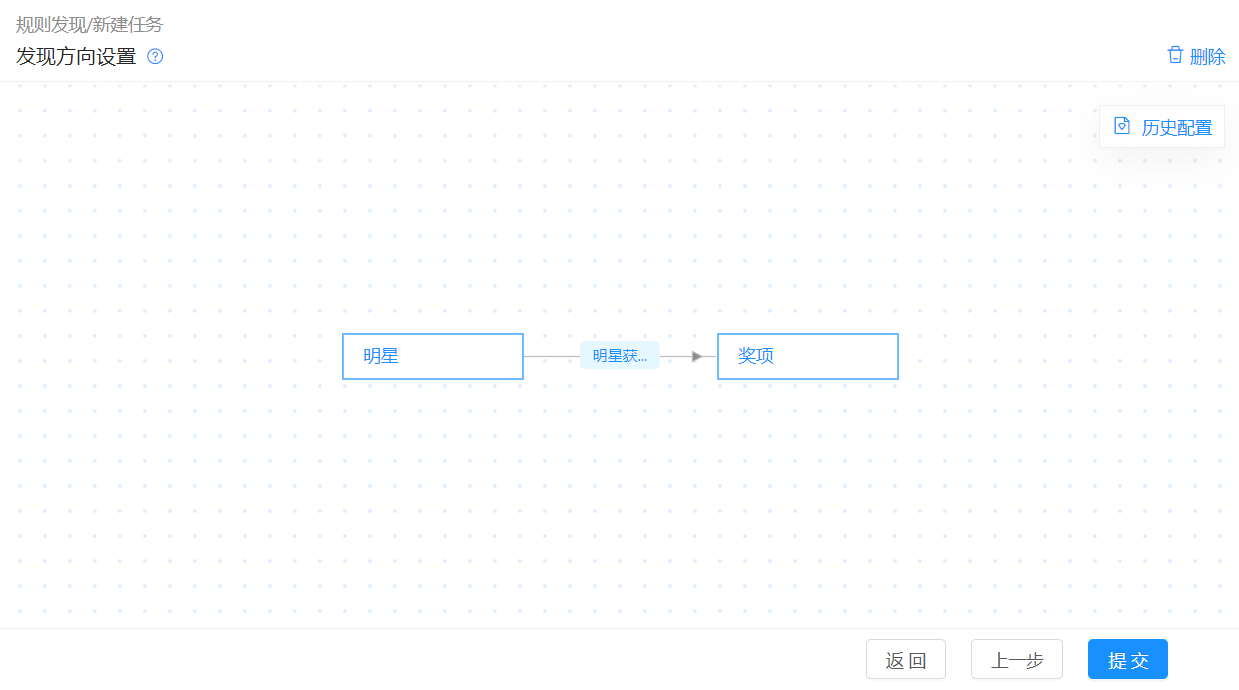 规则发现/新建任务
发现方向设置
删除
历史配置
明星
明星获...
奖项
返 回
上一步
提 交